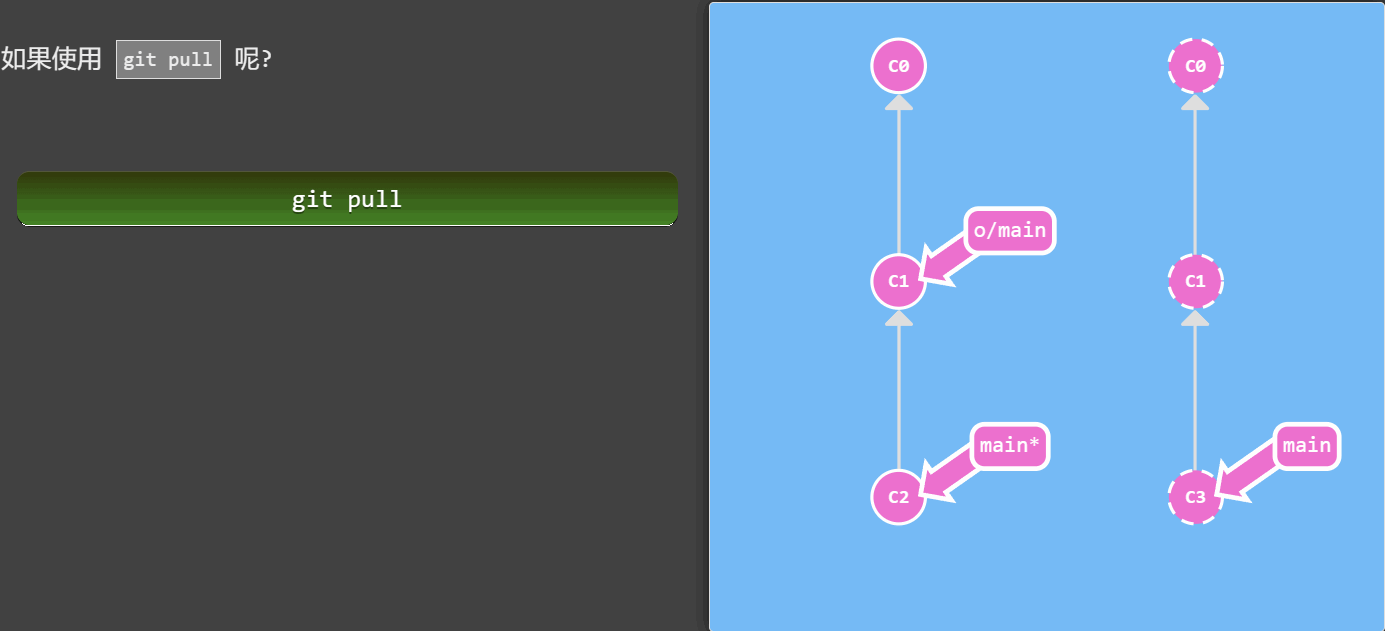 如果使用 git pull 呢?
git pull
C0
C0
o/main
C1
C1
main*
main
C2
C3